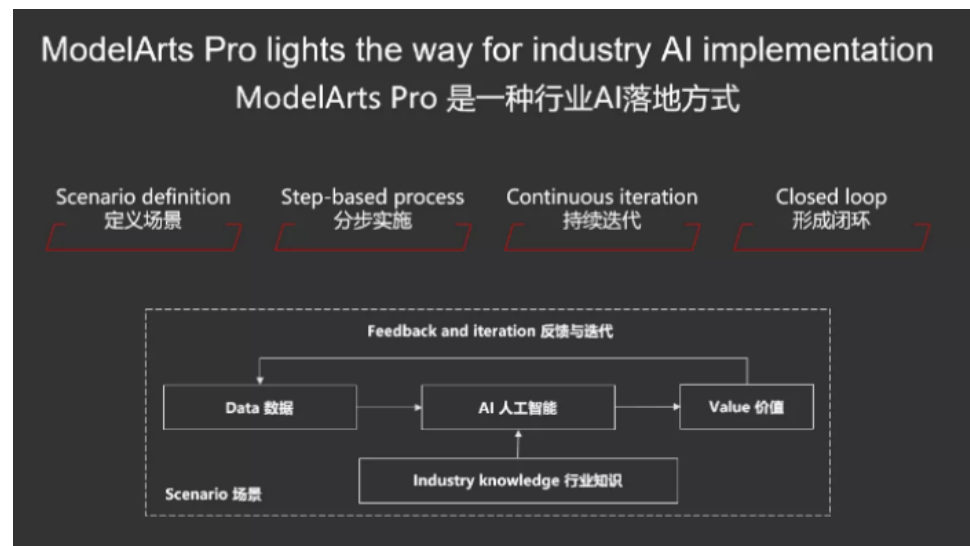 ModelArts Pro lights the way for industry AI implementation
ModelArts Pro 是一种行业AI落地方式
Scenario definition
定义场景
Step-based process
分步实施
Continuous iteration
持续迭代
Closed loop
形成闭环
Feedback and iteration 反馈与迭代
Data 数据
AI 人工智能
Value 价值
Industry knowledge 行业知识
Scenario 场景